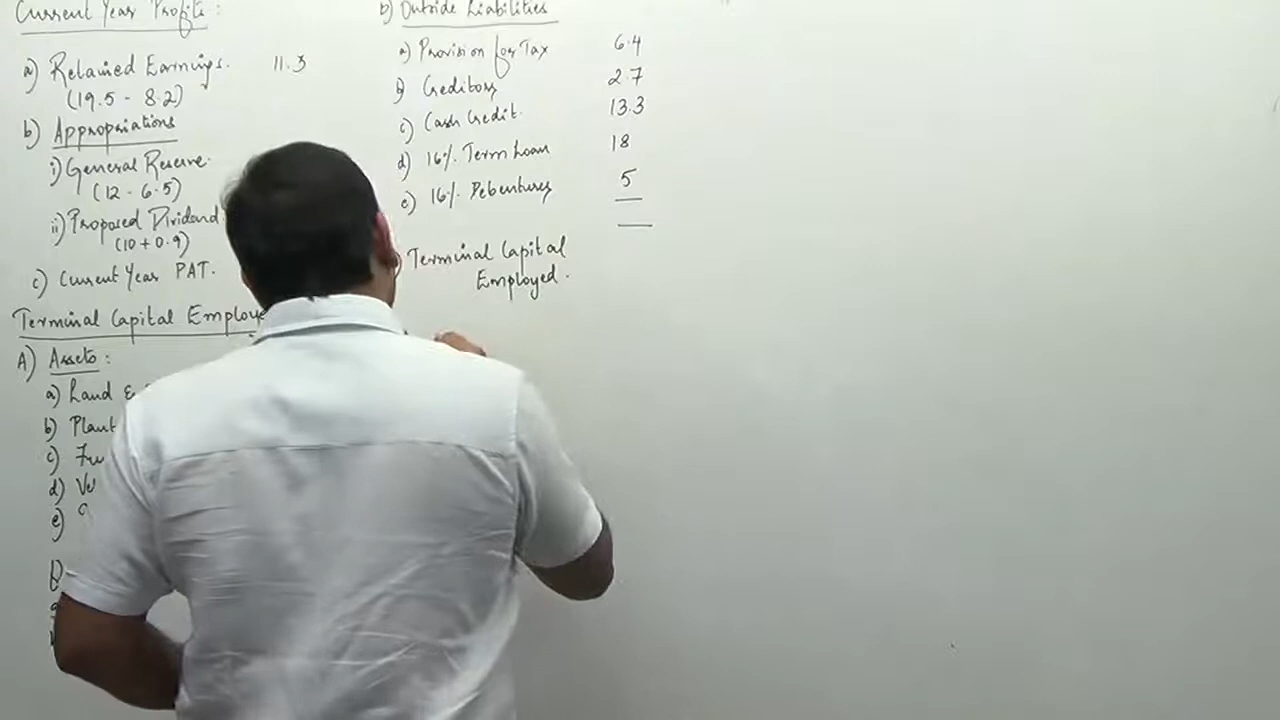 Current Year Profits :
a) Retained Earnings. 11.3
(19.5 - 8.2)
b) Appropriations
i) General Reserve.
(12 - 6.5)
ii) Proposed Dividend.
(10 + 0.9)
c) Current Year PAT.
Terminal Capital Employe
A) Assets :
a) Land &
b) Plant
c) Fu
d) Ve
e)
b) Outside Liabilities
a) Provision for Tax 6.4
b) Creditors 2.7
c) Cash Credit. 13.3
d) 16% Term Loan 18
e) 16% Debentures 5
Terminal Capital
Employed.